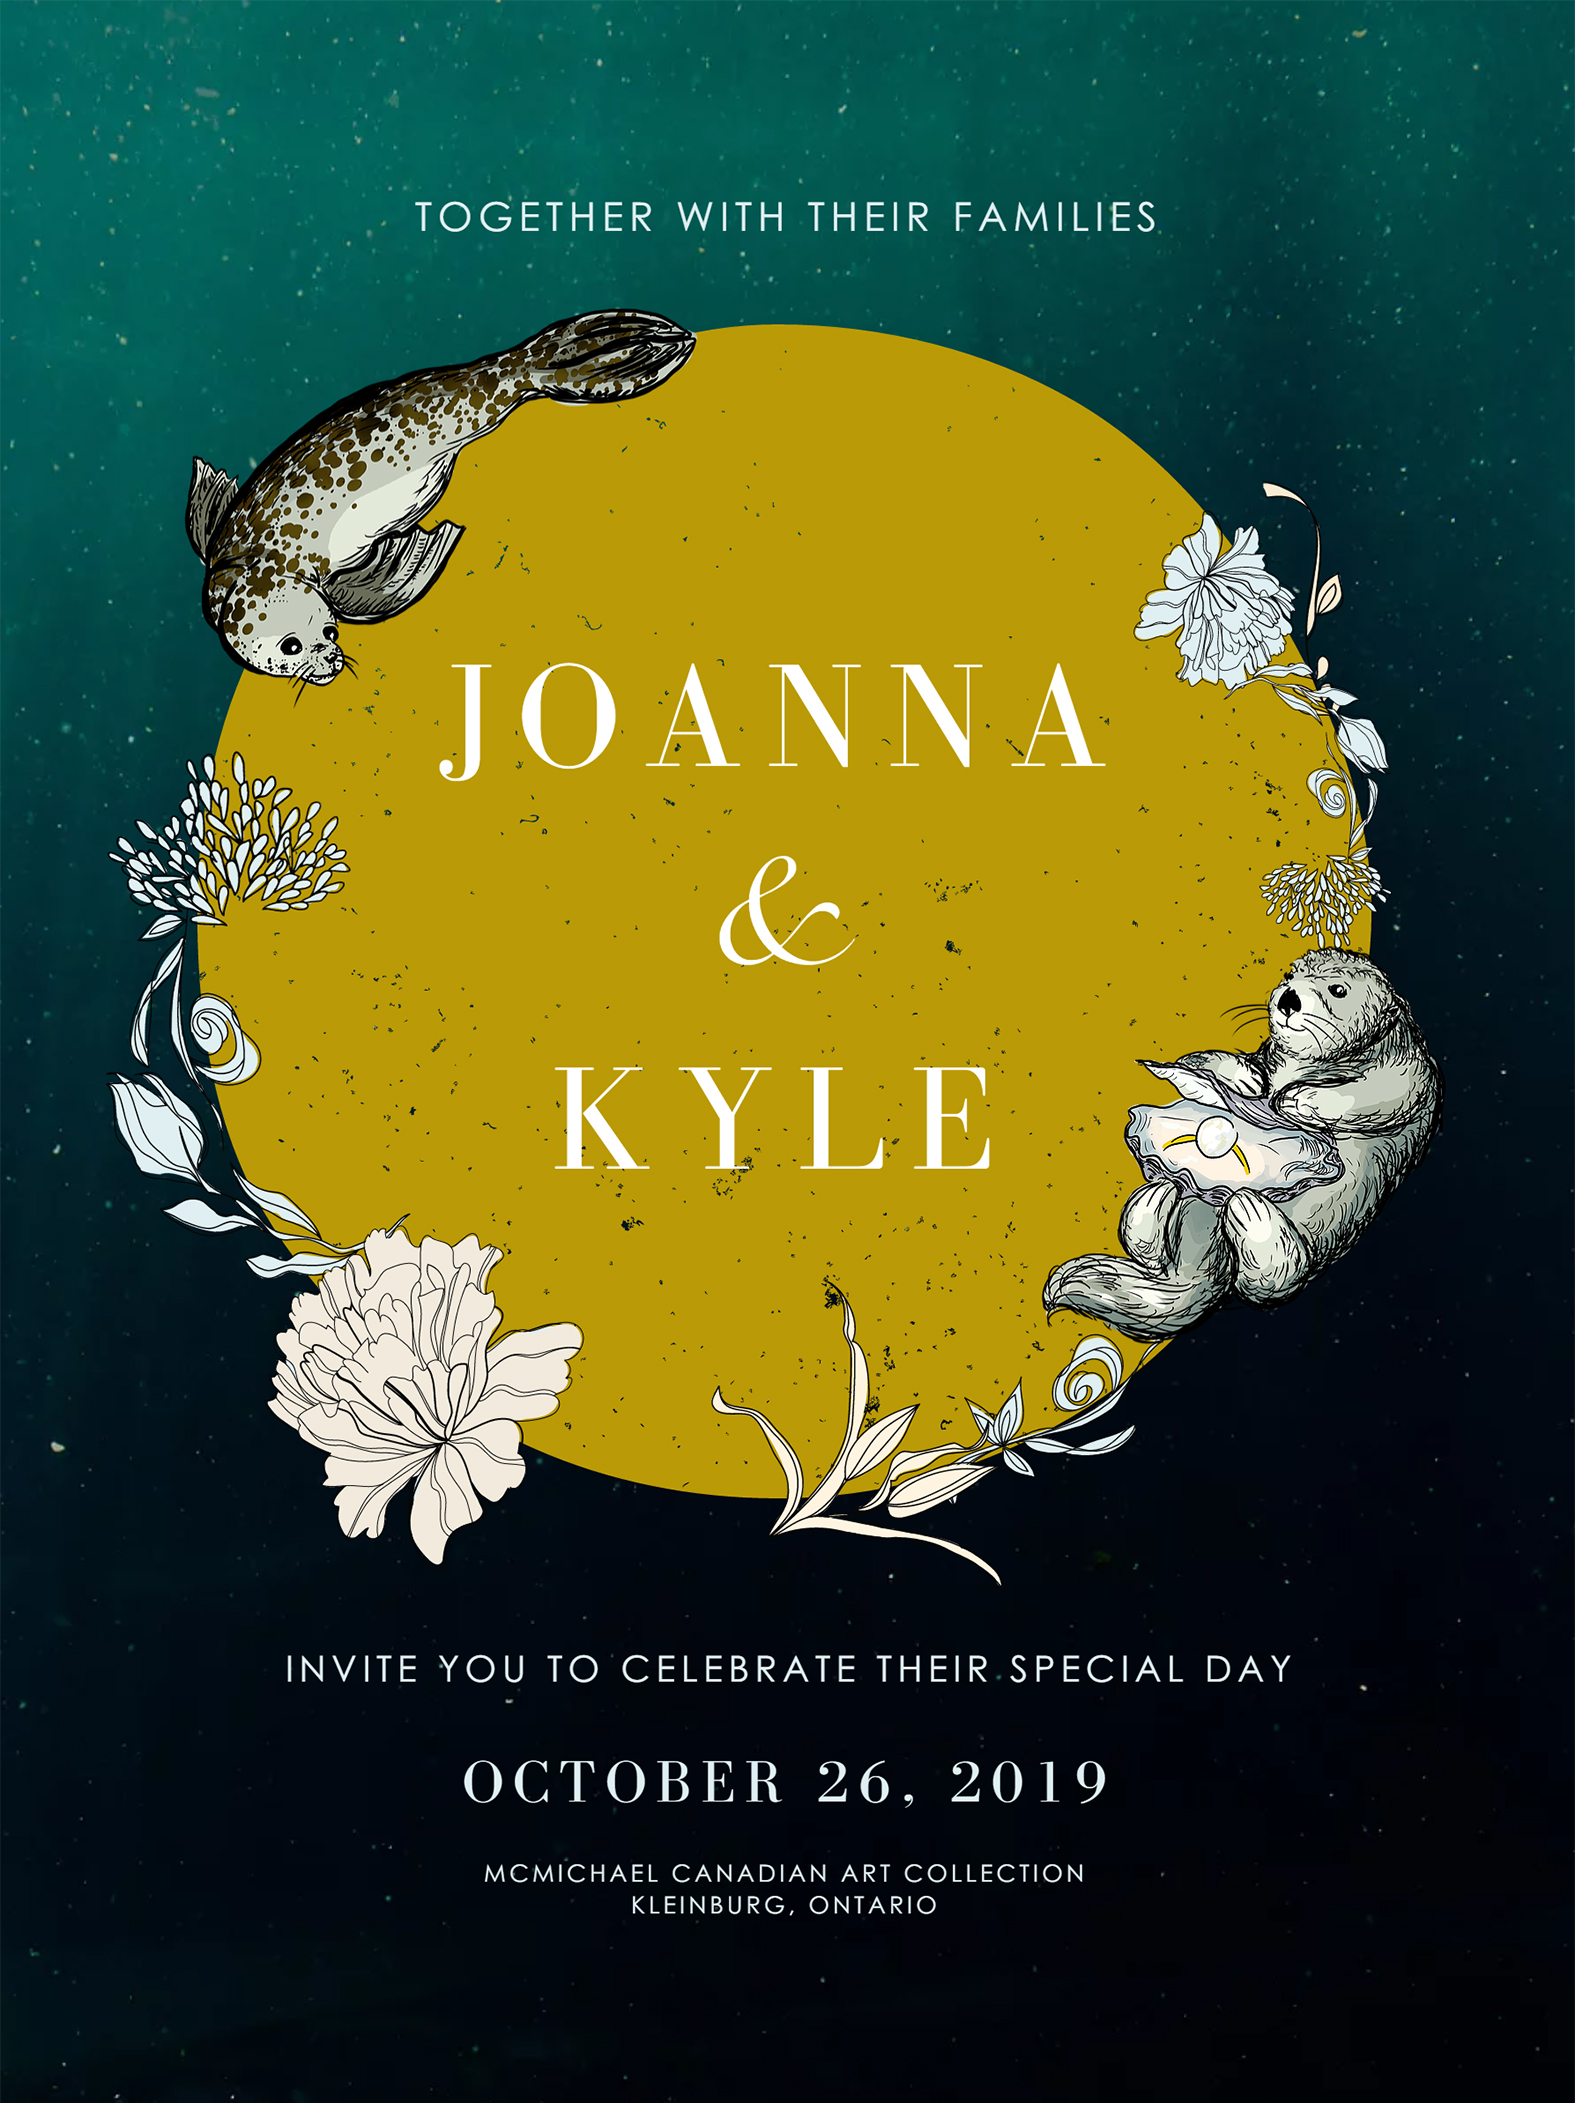 TOGETHER WITH THEIR FAMILIES
JOANNA
&
KYLE
INVITE YOU TO CELEBRATE THEIR SPECIAL DAY
OCTOBER 26, 2019
MCMICHAEL CANADIAN ART COLLECTION
KLEINBURG, ONTARIO